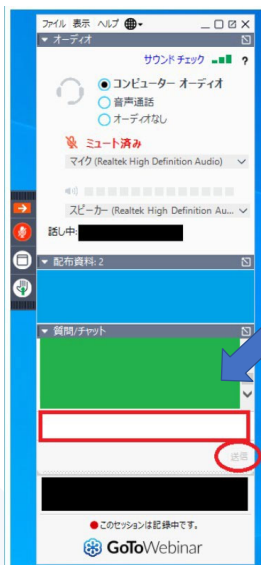 ファイル 表示 ヘルプ
オーディオ
サウンド チェック ?
コンピューター オーディオ
音声通話
オーディオなし
ミュート済み
マイク (Realtek High Definition Audio)
スピーカー (Realtek High Definition Au...
話し中:
配布資料: 2
質問/チャット
送信
このセッションは記録中です。
GoToWebinar